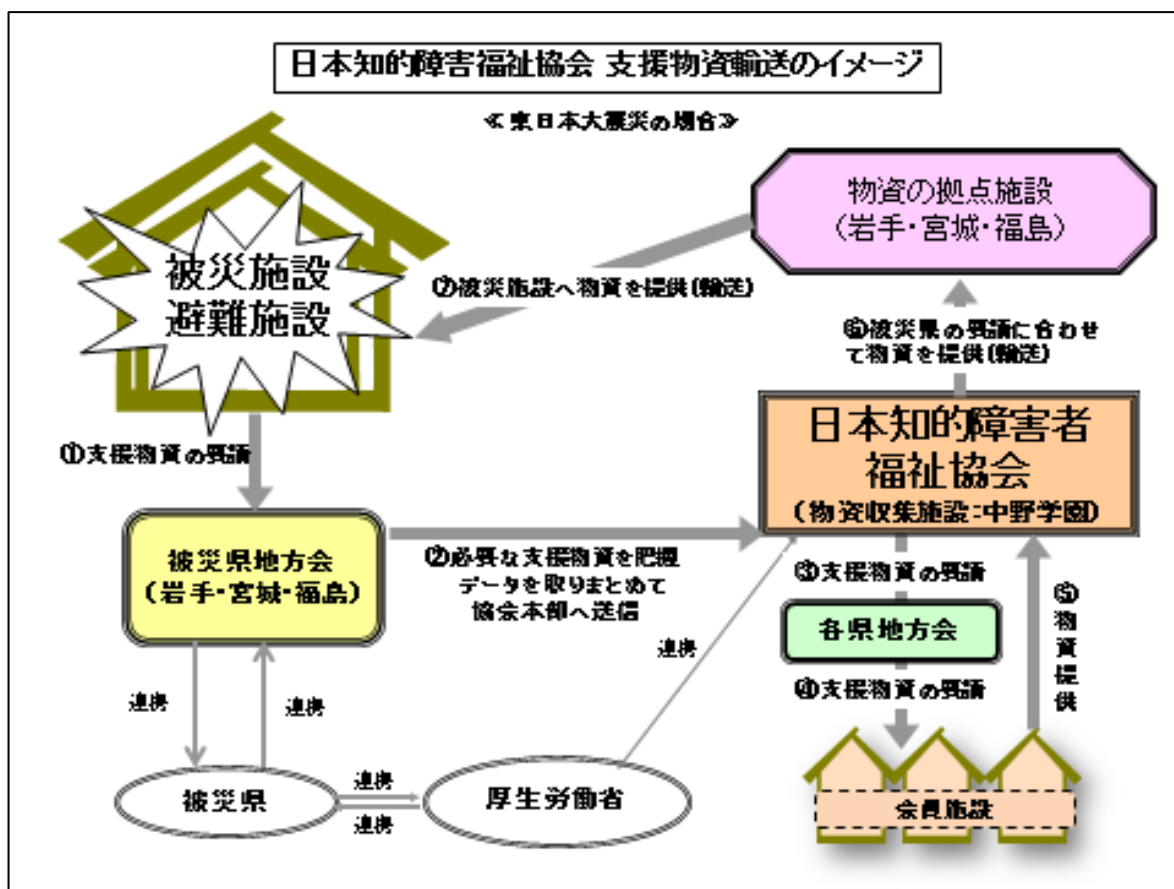 日本知的障害福祉協会 支援物資輸送のイメージ
≪東日本大震災の場合≫
物資の拠点施設
（岩手・宮城・福島）
被災施設
避難施設
⑦被災施設へ物資を提供(輸送)
⑥被災県の要請に合わせ
て物資を提供(輸送)
日本知的障害者
福祉協会
（物資収集施設：中野学園）
①支援物資の要請
被災県地方会
（岩手・宮城・福島）
②必要な支援物資を把握
データを取りまとめて
協会本部へ送信
③支援物資の要請
各県地方会
④支援物資の要請
⑤物資提供
連携
連携
連携
被災県
連携
連携
厚生労働省
会員施設